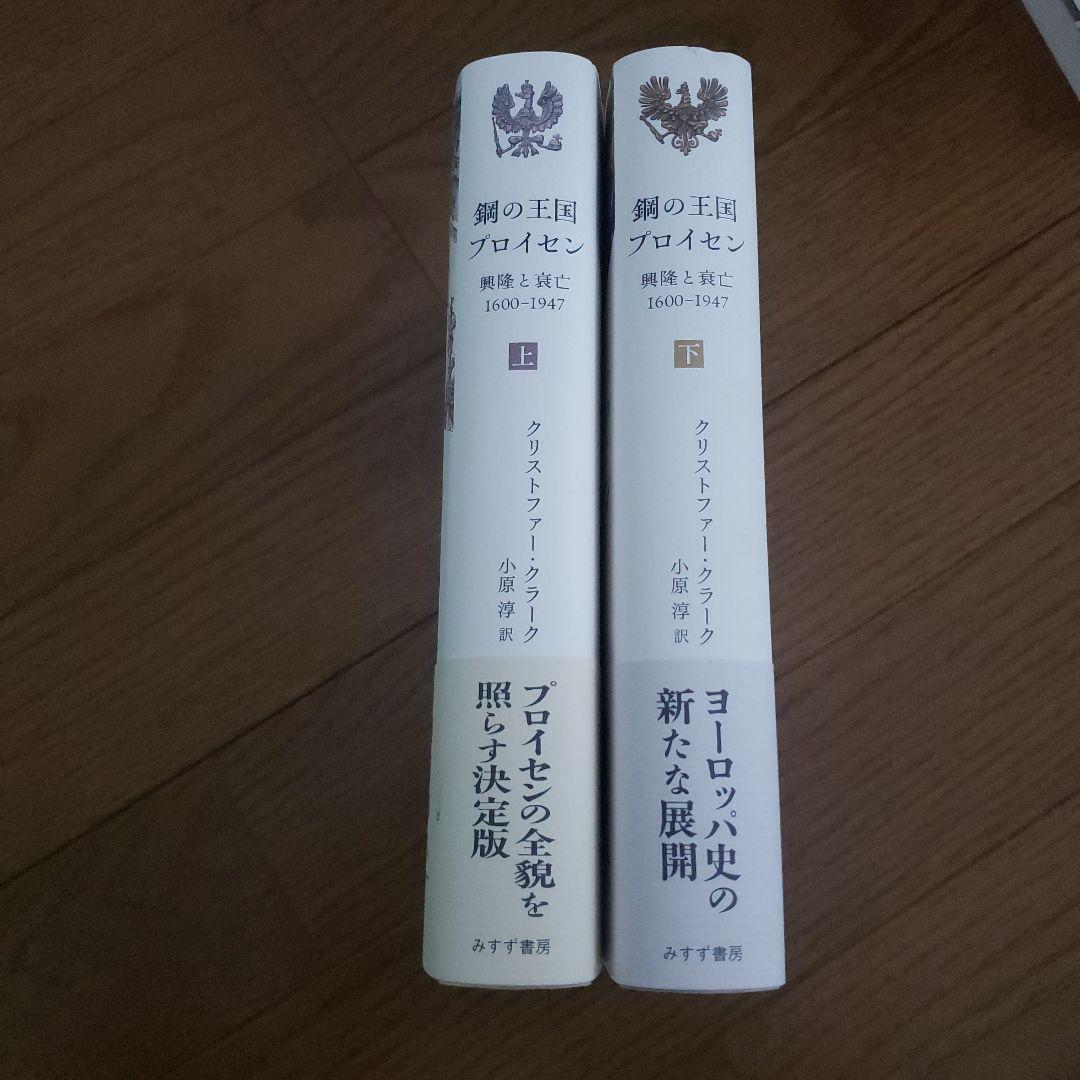 鋼の王国
プロイセン
興隆と衰亡
1600-1947
上
クリストファー・クラーク
小原 淳 訳
プロイセンの全貌を
照らす決定版
みすず書房
鋼の王国
プロイセン
興隆と衰亡
1600-1947
下
クリストファー・クラーク
小原 淳 訳
ヨーロッパ史の
新たな展開
みすず書房